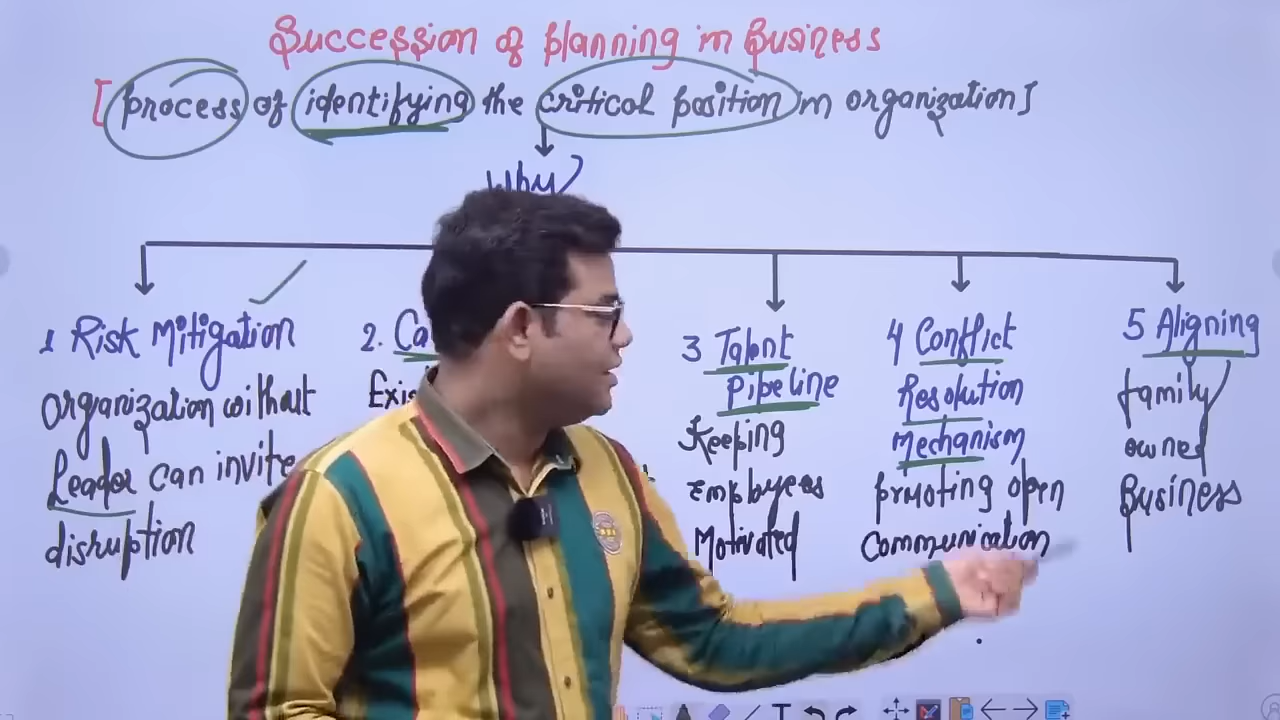 Succession of planning in Business
[process of identifying the critical position in organization]
Why
1 Risk Mitigation
organization without
Leader can invite
disruption
2.
3 Talent
Pipeline
Keeping
Employees
Motivated
4 Conflict
Resolution
Mechanism
promoting open
Communication
5 Aligning
family
owned
Business